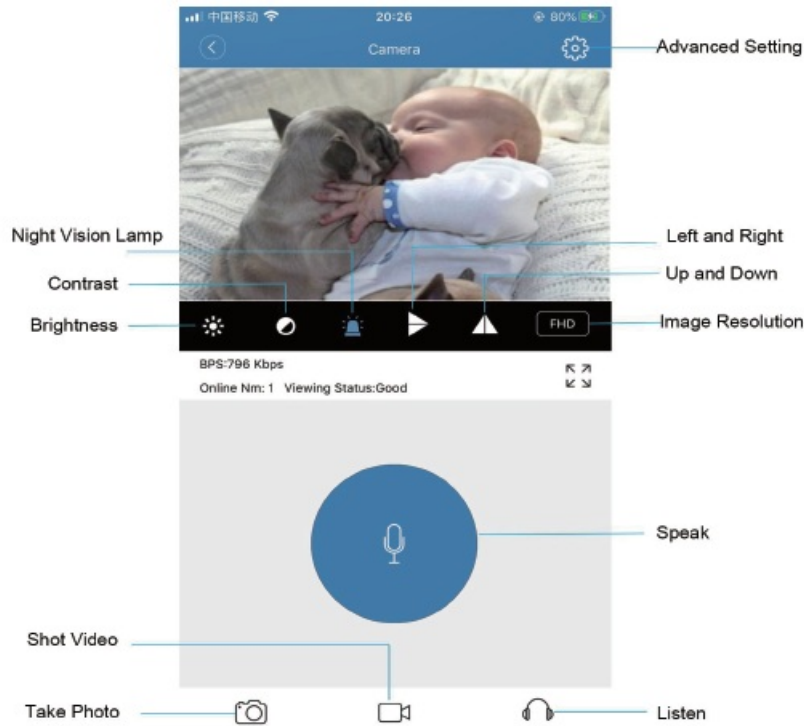 中国移动 20:26 80%
Camera
Advanced Setting
Night Vision Lamp
Left and Right
Contrast
Up and Down
Brightness
FHD
Image Resolution
BPS:796 Kbps
Online Nm: 1 Viewing Status:Good
Speak
Shot Video
Take Photo
Listen